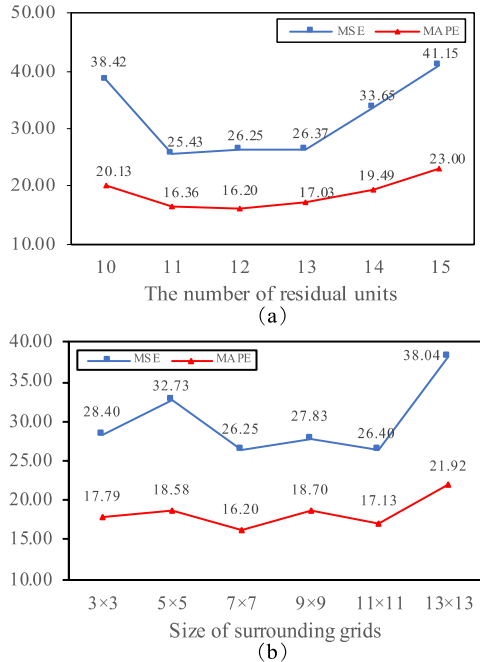 50.00
MSE MAPE
40.00
38.42
41.15
33.65
30.00
25.43 26.25 26.37
20.00
20.13 16.36 16.20 17.03 19.49 23.00
10.00
10 11 12 13 14 15
The number of residual units
(a)
40.00
MSE MAPE
38.04
35.00
32.73
30.00
28.40 26.25 27.83 26.40
25.00
21.92
20.00
17.79 18.58 16.20 18.70 17.13
15.00
10.00
3×3 5×5 7×7 9×9 11×11 13×13
Size of surrounding grids
(b)